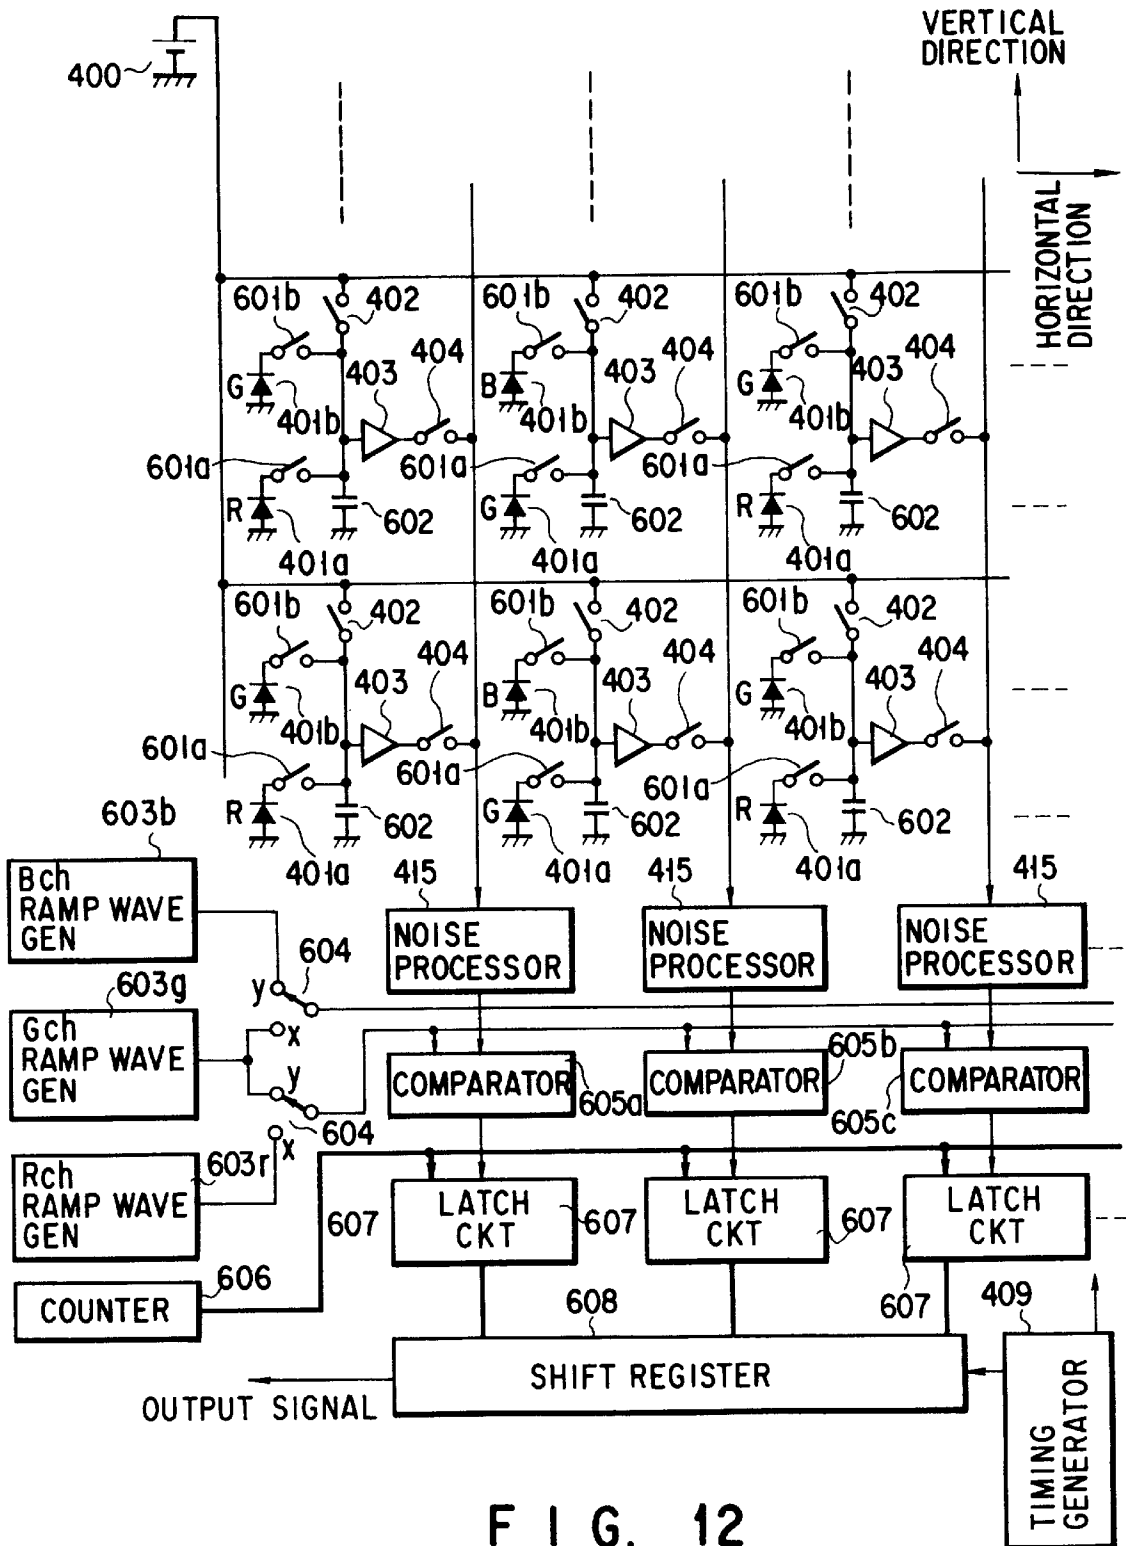 VERTICAL
DIRECTION
400
HORIZONTAL
DIRECTION
601b 402 601b 402 601b 402
403 404 403 404 403 404
G 401b B 401b G 401b
601a 601a 601a
R 602 G 602 R 602
401a 401a 401a
601b 402 601b 402 601b 402
403 404 403 404 403 404
G 401b B 401b G 401b
601a 601a 601a
R 602 G 602 R 602
401a 401a 401a
603b
Bch
RAMP WAVE
GEN
415 415 415
NOISE
PROCESSOR
NOISE
PROCESSOR
NOISE
PROCESSOR
604
y
x
603g
Gch
RAMP WAVE
GEN
y
x
604
COMPARATOR 605a
COMPARATOR 605b
COMPARATOR 605c
603r
Rch
RAMP WAVE
GEN
607
LATCH
CKT
607
LATCH
CKT
607
LATCH
CKT
607
606
COUNTER
608
SHIFT REGISTER
OUTPUT SIGNAL
409
TIMING
GENERATOR
FIG. 12